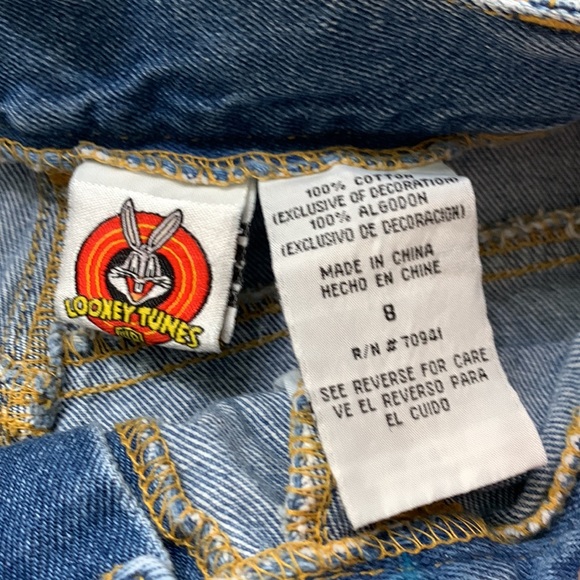 LOONEY TUNES
100% COTTON
(EXCLUSIVE OF DECORATION)
100% ALGODON
(EXCLUSIVO DE DECORACION)
MADE IN CHINA
HECHO EN CHINE
8
R/N # 70941
SEE REVERSE FOR CARE
VE EL REVERSO PARA
EL CUIDO